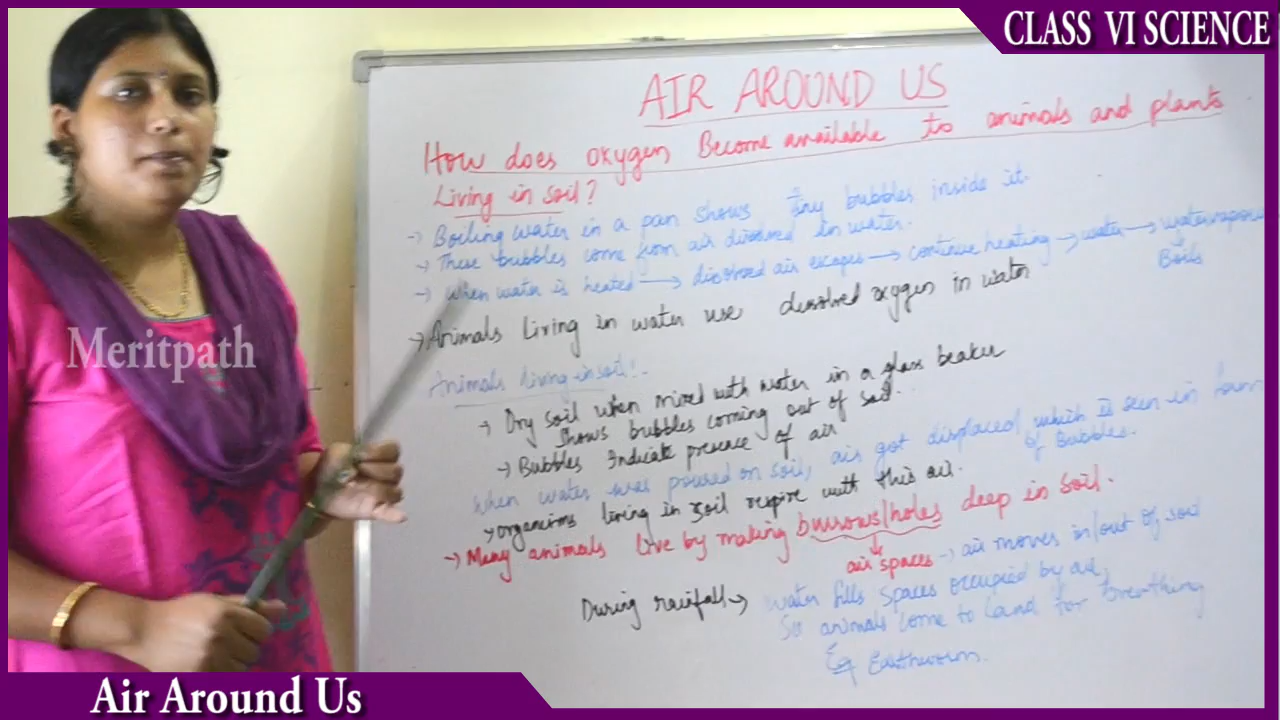 CLASS VI SCIENCE
AIR AROUND US
How does oxygen Become available to animals and plants
Living in soil?
-> Boiling water in a pan shows tiny bubbles inside it.
-> These bubbles come from air dissolved in water.
-> When water is heated -> dissolved air escapes -> continue heating -> water -> water
Boils
-> Animals living in water use dissolved oxygen in water
Animals living in soil:-
-> Dry soil when mixed with water in a glass beaker
shows bubbles coming out of soil.
-> Bubbles Indicate presence of air
When water was poured on soil, air got displaced which is seen in form
of Bubbles.
-> organisms living in soil respire with this air.
-> Many animals live by making burrows/holes deep in soil.
air spaces -> air moves in/out of soil
During rainfall -> water fills spaces occupied by air,
So animals come to land for breathing
Eg Earthworm.
Meritpath
Air Around Us